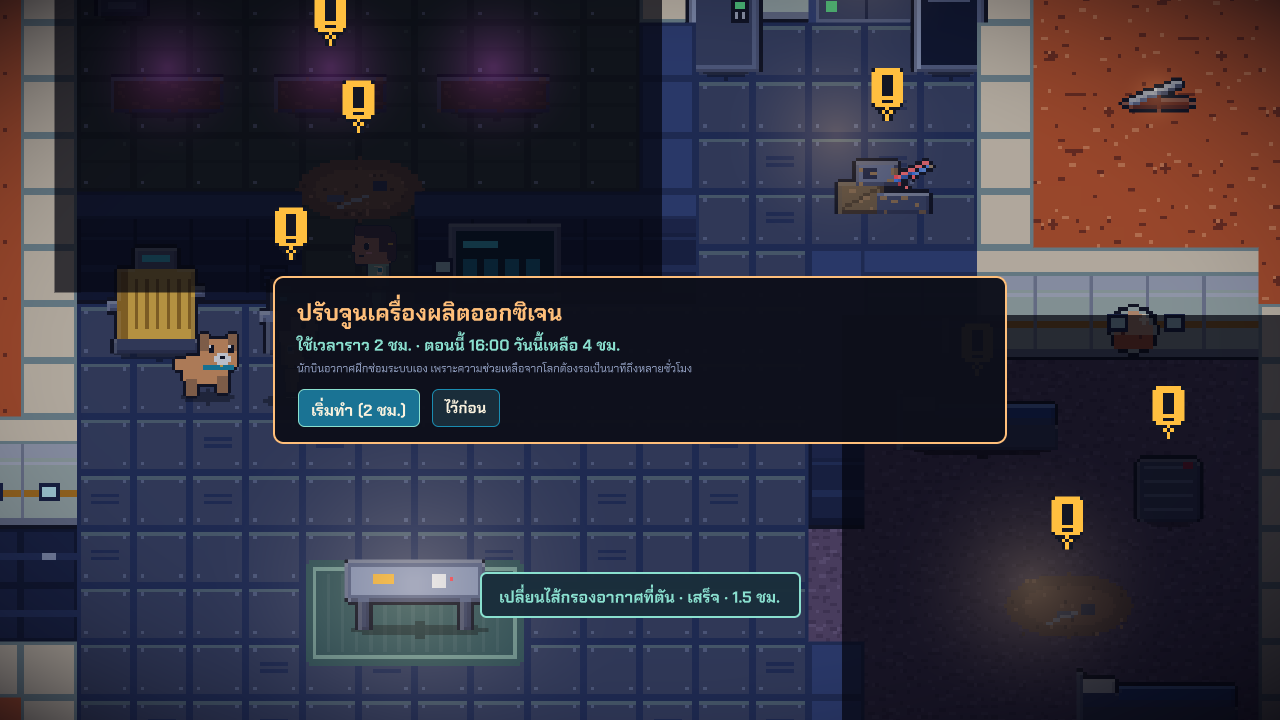 ปรับจูนเครื่องผลิตออกซิเจน
ใช้เวลาราว 2 ชม. · ตอนนี้ 16:00 วันนี้เหลือ 4 ชม.
นักบินอวกาศฝึกซ่อมระบบเอง เพราะความช่วยเหลือจากโลกต้องรอเป็นนาทีถึงหลายชั่วโมง
เริ่มทำ (2 ชม.)
ไว้ก่อน
เปลี่ยนไส้กรองอากาศที่ตัน · เสร็จ · 1.5 ชม.